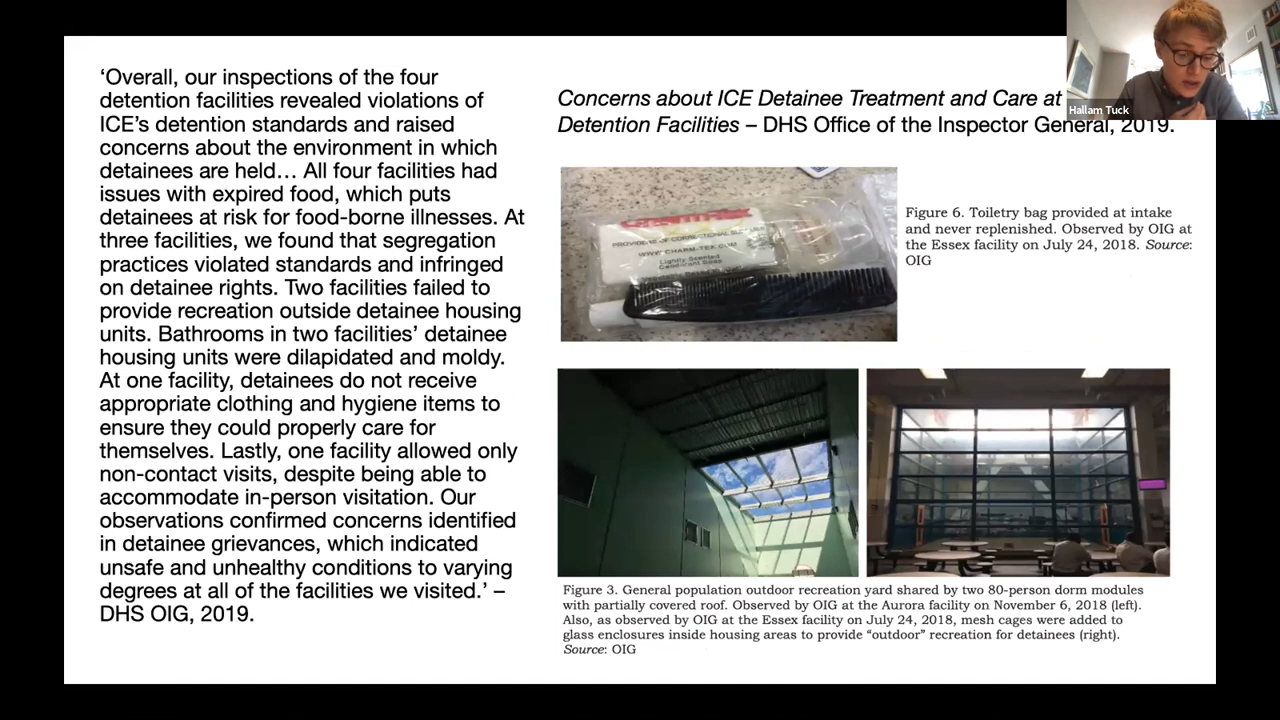 ‘Overall, our inspections of the four
detention facilities revealed violations of
ICE’s detention standards and raised
concerns about the environment in which
detainees are held… All four facilities had
issues with expired food, which puts
detainees at risk for food-borne illnesses. At
three facilities, we found that segregation
practices violated standards and infringed
on detainee rights. Two facilities failed to
provide recreation outside detainee housing
units. Bathrooms in two facilities’ detainee
housing units were dilapidated and moldy.
At one facility, detainees do not receive
appropriate clothing and hygiene items to
ensure they could properly care for
themselves. Lastly, one facility allowed only
non-contact visits, despite being able to
accommodate in-person visitation. Our
observations confirmed concerns identified
in detainee grievances, which indicated
unsafe and unhealthy conditions to varying
degrees at all of the facilities we visited.’ –
DHS OIG, 2019.
Concerns about ICE Detainee Treatment and Care at
Detention Facilities – DHS Office of the Inspector General, 2019.
Hallam Tuck
WWW.CHARM-TEX.COM
Lightly Scented
Deodorant Soap
Figure 6. Toiletry bag provided at intake
and never replenished. Observed by OIG at
the Essex facility on July 24, 2018. Source:
OIG
Figure 3. General population outdoor recreation yard shared by two 80-person dorm modules
with partially covered roof. Observed by OIG at the Aurora facility on November 6, 2018 (left).
Also, as observed by OIG at the Essex facility on July 24, 2018, mesh cages were added to
glass enclosures inside housing areas to provide “outdoor” recreation for detainees (right).
Source: OIG